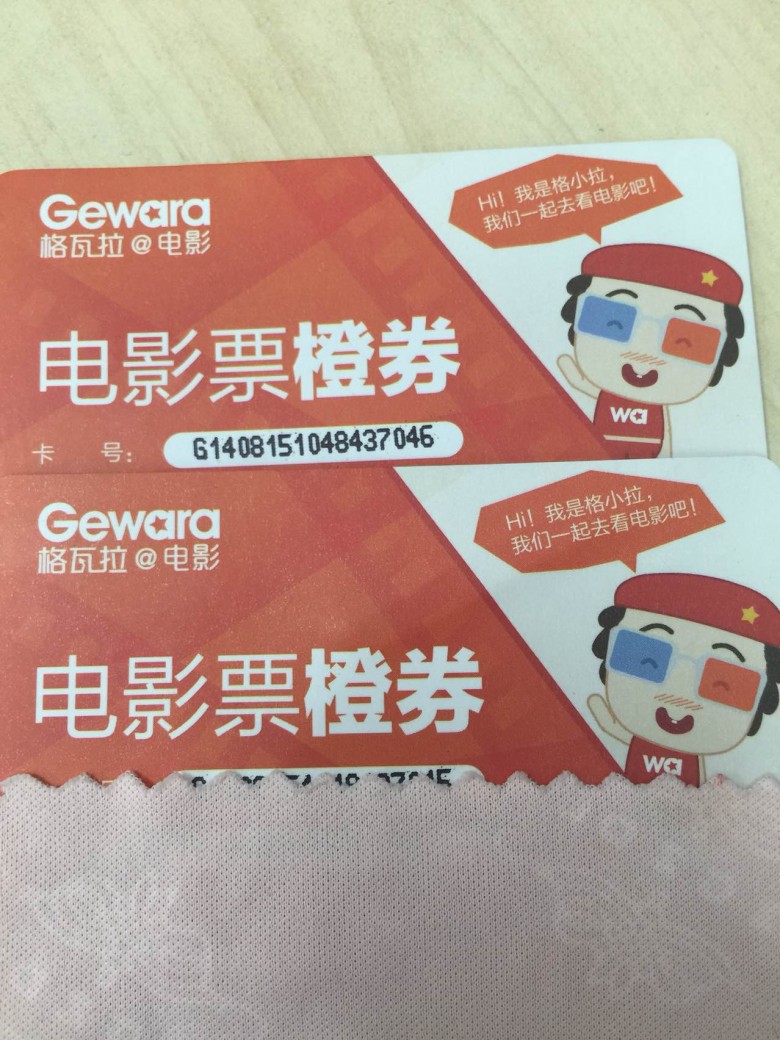 Gewara
格瓦拉@电影
Hi! 我是格小拉,
我们一起去看电影吧!
电影票橙券
卡 号: G1408151048437046
wa
Gewara
格瓦拉@电影
Hi! 我是格小拉,
我们一起去看电影吧!
电影票橙券
wa